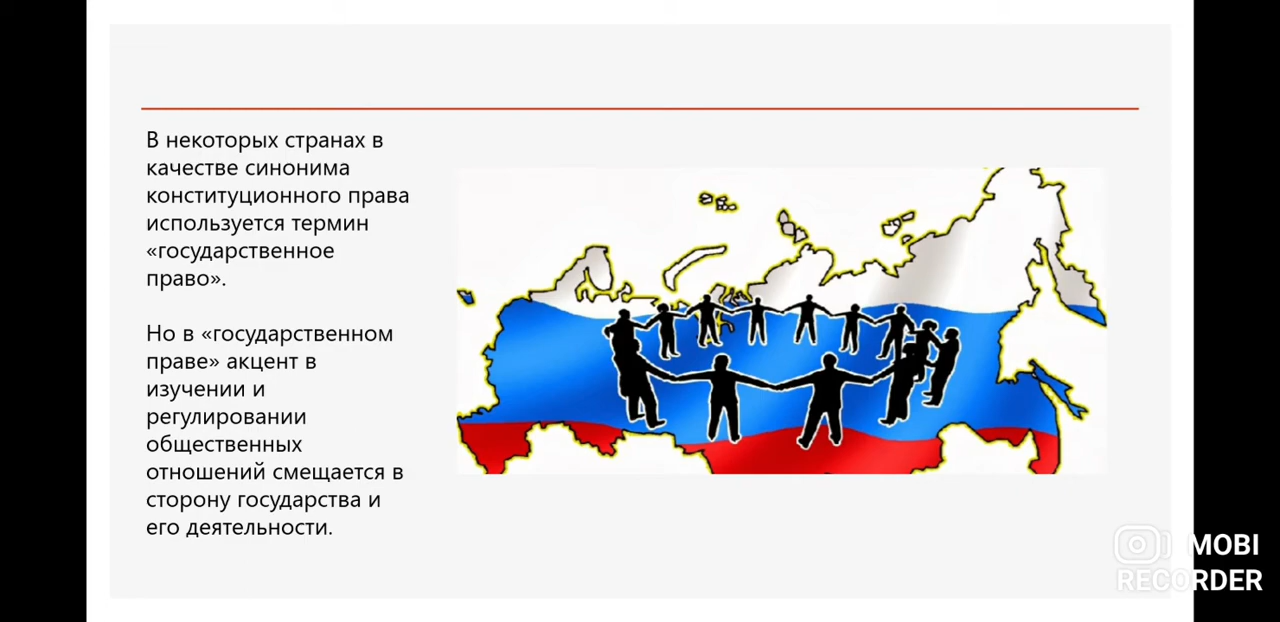 В некоторых странах в
качестве синонима
конституционного права
используется термин
«государственное
право».
Но в «государственном
праве» акцент в
изучении и
регулировании
общественных
отношений смещается в
сторону государства и
его деятельности.
MOBI
RECORDER